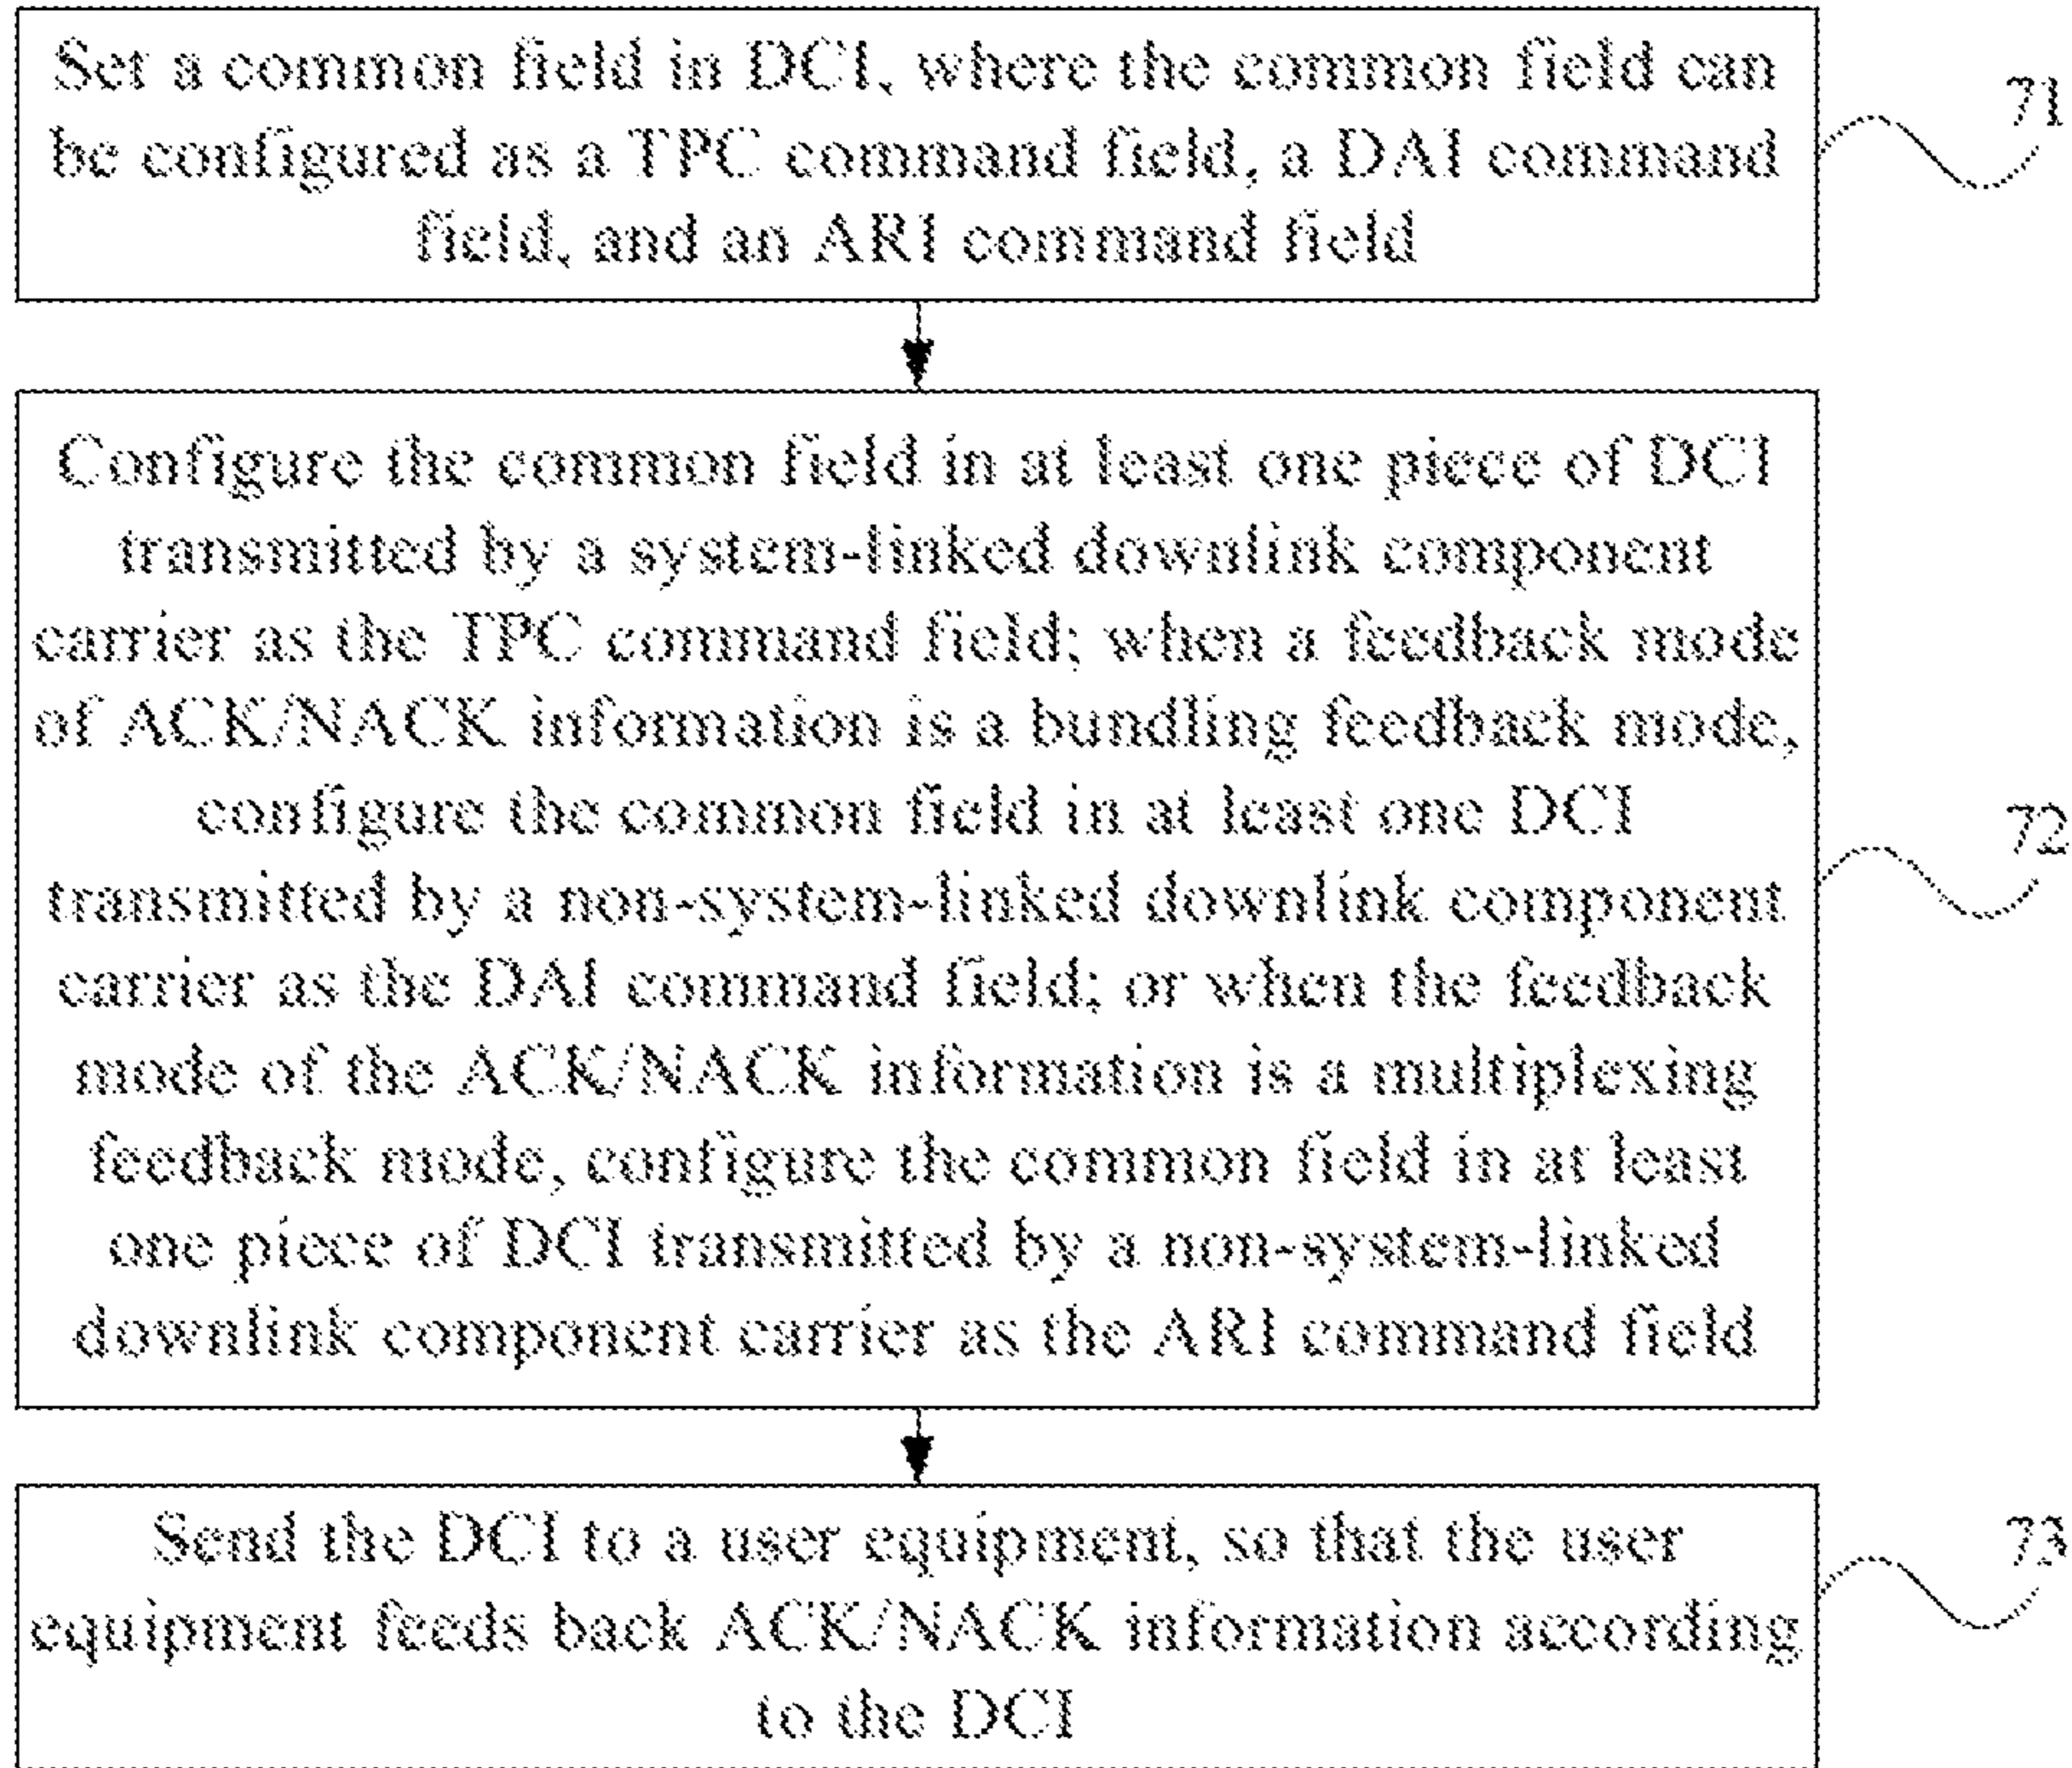 Set a common field in DCI, where the common field can
be configured as a TPC command field, a DAI command
field, and an ARI command field
71
Configure the common field in at least one piece of DCI
transmitted by a system-linked downlink component
carrier as the TPC command field; when a feedback mode
of ACK/NACK information is a bundling feedback mode,
configure the common field in at least one DCI
transmitted by a non-system-linked downlink component
carrier as the DAI command field; or when the feedback
mode of the ACK/NACK information is a multiplexing
feedback mode, configure the common field in at least
one piece of DCI transmitted by a non-system-linked
downlink component carrier as the ARI command field
72
Send the DCI to a user equipment, so that the user
equipment feeds back ACK/NACK information according
to the DCI
73